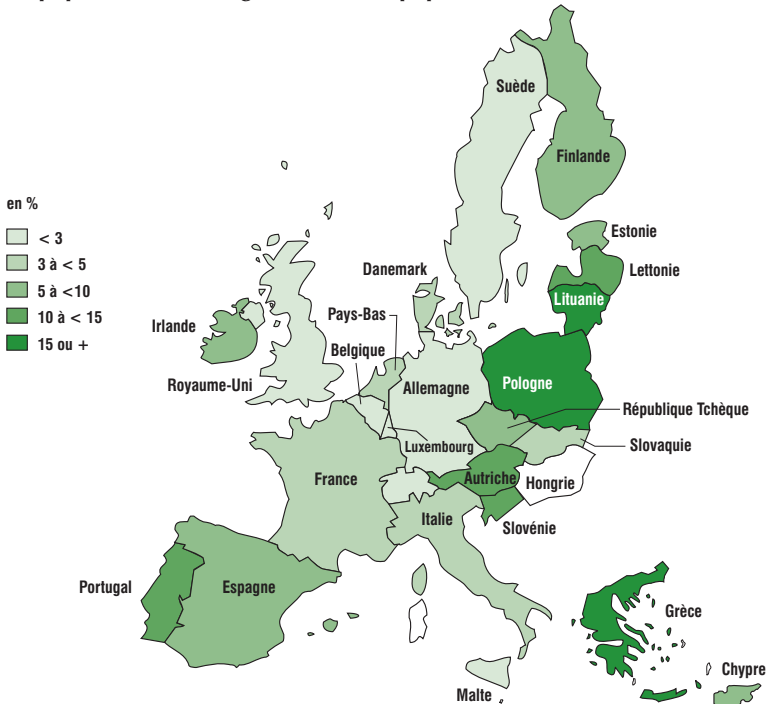 en %
< 3
3 à < 5
5 à <10
10 à < 15
15 ou +
Suède
Finlande
Estonie
Lettonie
Lituanie
Danemark
Pays-Bas
Irlande
Belgique
Royaume-Uni
Allemagne
Pologne
République Tchèque
Luxembourg
Slovaquie
France
Autriche
Hongrie
Italie
Slovénie
Portugal
Espagne
Grèce
Chypre
Malte